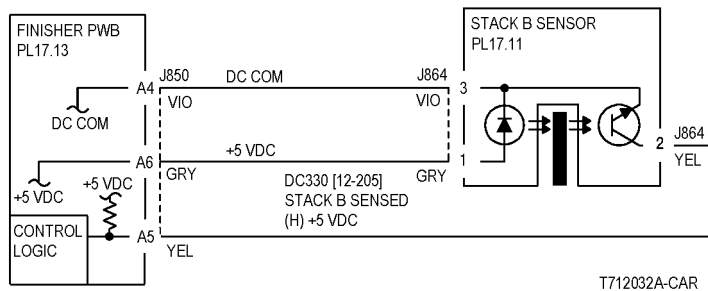 FINISHER PWB
PL17.13
STACK B SENSOR
PL17.11
A4
J850
DC COM
J864
3
VIO
VIO
DC COM
2
J864
YEL
A6
+5 VDC
1
GRY
GRY
+5 VDC
+5 VDC
DC330 [12-205]
STACK B SENSED
(H) +5 VDC
CONTROL
LOGIC
A5
YEL
T712032A-CAR